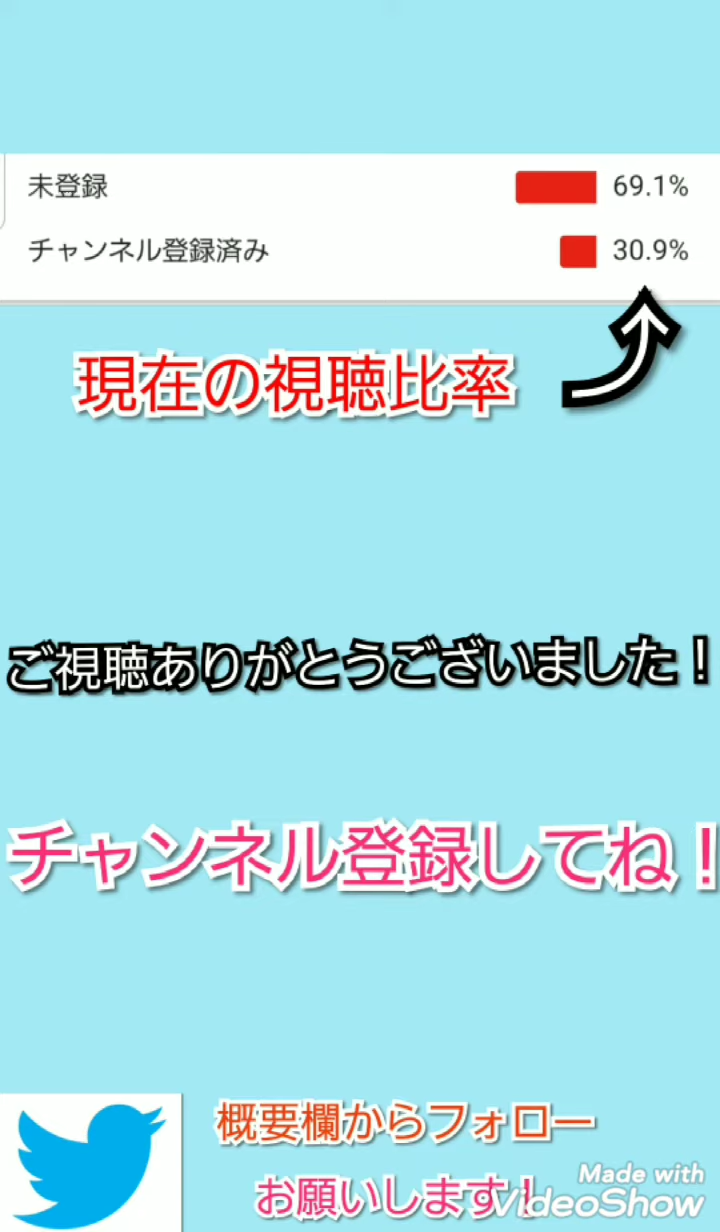 未登録 69.1%
チャンネル登録済み 30.9%
現在の視聴比率
ご視聴ありがとうございました!
チャンネル登録してね!
概要欄からフォロー
お願いします!
Made with
VideoShow